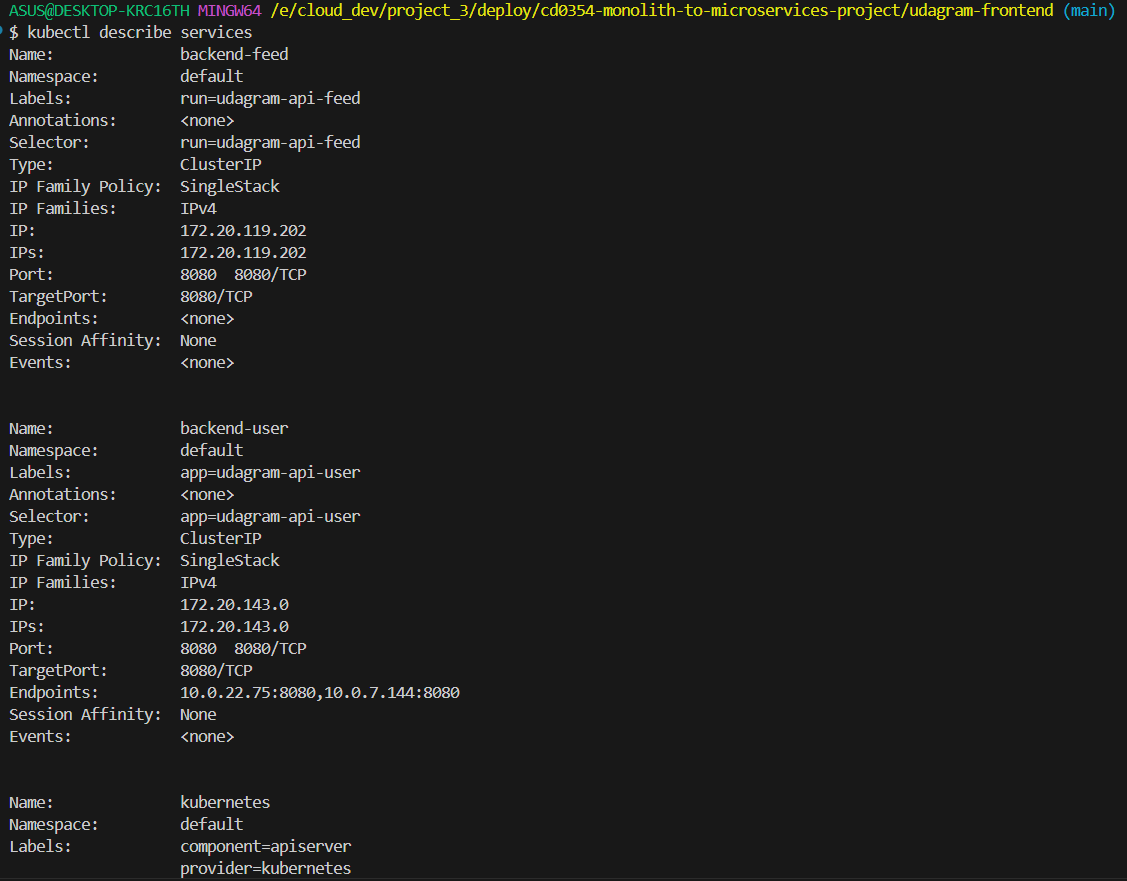 ASUS@DESKTOP-KRC16TH MINGW64 /e/cloud_dev/project_3/deploy/cd0354-monolith-to-microservices-project/udagram-frontend (main)
$ kubectl describe services
Name:              backend-feed
Namespace:         default
Labels:            run=udagram-api-feed
Annotations:       <none>
Selector:          run=udagram-api-feed
Type:              ClusterIP
IP Family Policy:  SingleStack
IP Families:       IPv4
IP:                172.20.119.202
IPs:               172.20.119.202
Port:              8080  8080/TCP
TargetPort:        8080/TCP
Endpoints:         <none>
Session Affinity:  None
Events:            <none>
Name:              backend-user
Namespace:         default
Labels:            app=udagram-api-user
Annotations:       <none>
Selector:          app=udagram-api-user
Type:              ClusterIP
IP Family Policy:  SingleStack
IP Families:       IPv4
IP:                172.20.143.0
IPs:               172.20.143.0
Port:              8080  8080/TCP
TargetPort:        8080/TCP
Endpoints:         10.0.22.75:8080,10.0.7.144:8080
Session Affinity:  None
Events:            <none>
Name:              kubernetes
Namespace:         default
Labels:            component=apiserver
                   provider=kubernetes